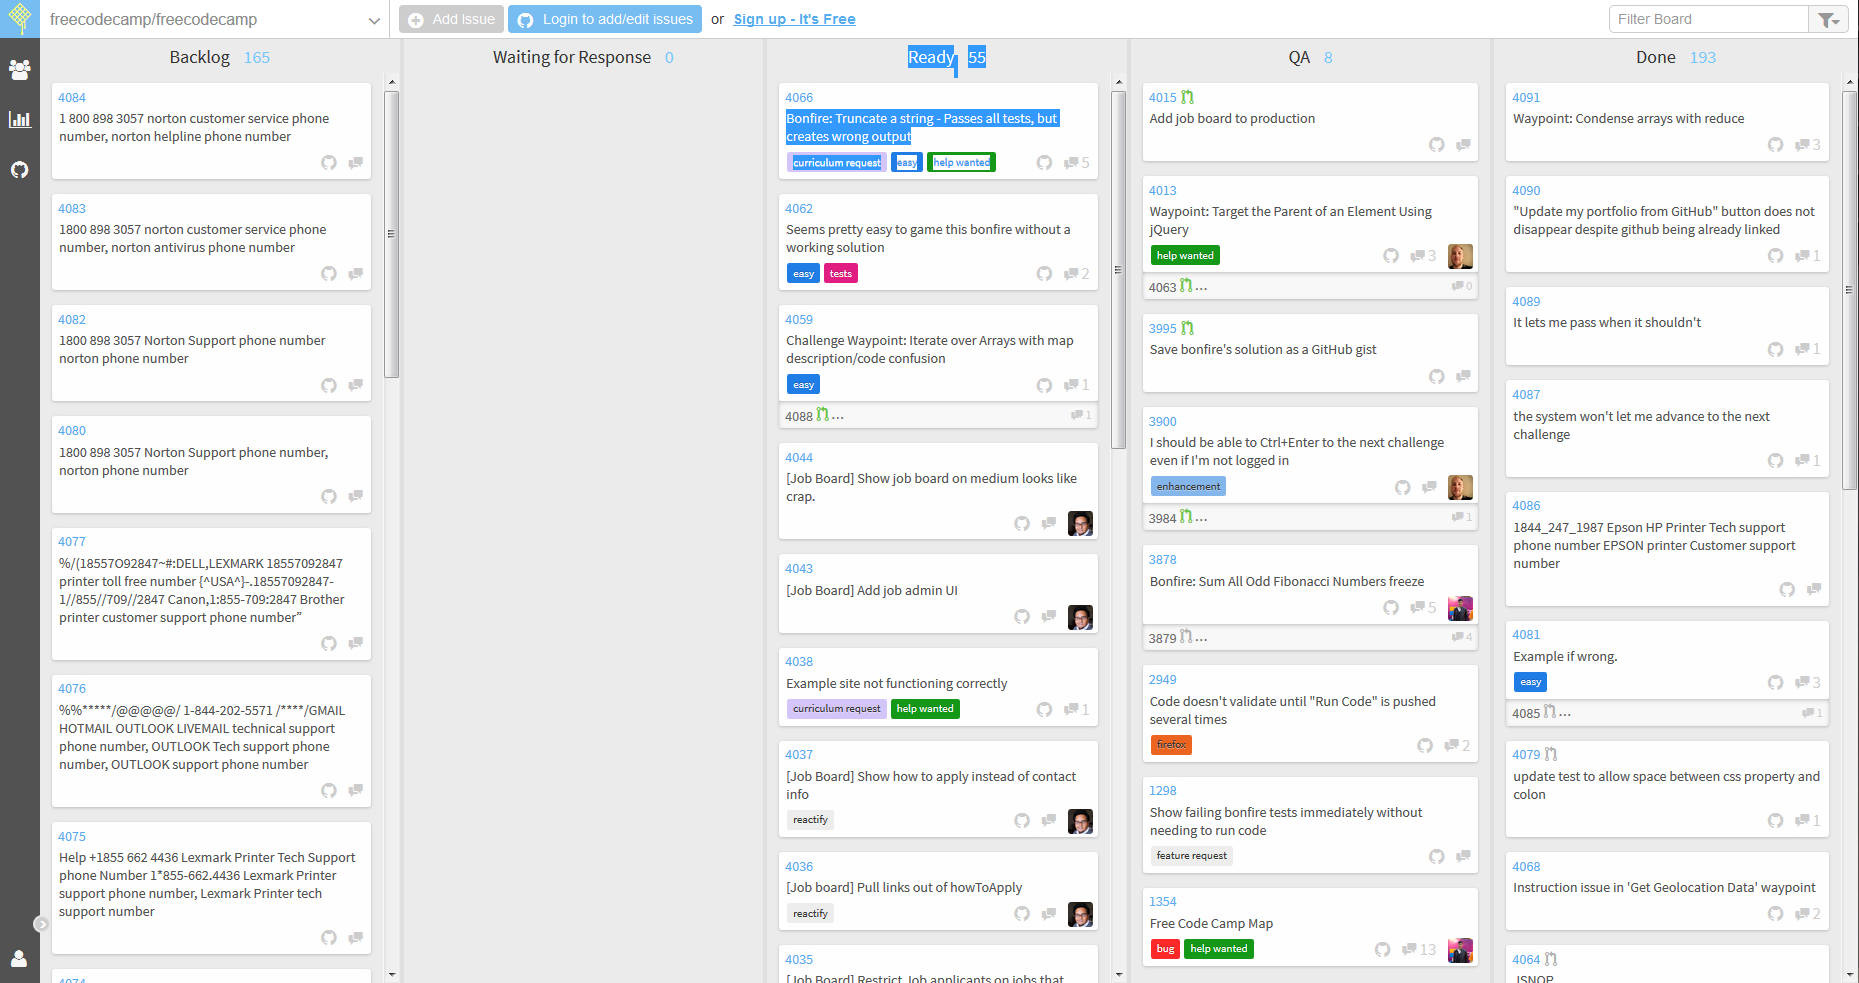 freecodecamp/freecodecamp
Add Issue
Login to add/edit issues
or Sign up - It's Free
Filter Board
Backlog 165
4084
1 800 898 3057 norton customer service phone
number, norton helpline phone number
4083
1800 898 3057 norton customer service phone
number, norton antivirus phone number
4082
1800 898 3057 Norton Support phone number
norton phone number
4080
1800 898 3057 Norton Support phone number,
norton phone number
4077
%/(18557O92847~#:DELL,LEXMARK 18557092847
printer toll free number {^USA^}-.18557092847-
1//855//709//2847 Canon,1:855-709:2847 Brother
printer customer support phone number”
4076
%%*****/@@@@@/ 1-844-202-5571 /****/GMAIL
HOTMAIL OUTLOOK LIVEMAIL technical support
phone number, OUTLOOK Tech support phone
number, OUTLOOK support phone number
4075
Help +1855 662 4436 Lexmark Printer Tech Support
phone Number 1*855-662.4436 Lexmark Printer
support phone number, Lexmark Printer tech
support number
4074
Waiting for Response 0
Ready 55
4066
Bonfire: Truncate a string - Passes all tests, but
creates wrong output
curriculum request easy help wanted 5
4062
Seems pretty easy to game this bonfire without a
working solution
easy tests 2
4059
Challenge Waypoint: Iterate over Arrays with map
description/code confusion
easy 1
4088 ... 1
4044
[Job Board] Show job board on medium looks like
crap.
4043
[Job Board] Add job admin UI
4038
Example site not functioning correctly
curriculum request help wanted 1
4037
[Job Board] Show how to apply instead of contact
info
reactify
4036
[Job board] Pull links out of howToApply
reactify
4035
[Job Board] Restrict Job applicants on jobs that
QA 8
4015
Add job board to production
4013
Waypoint: Target the Parent of an Element Using
jQuery
help wanted 3
4063 ... 0
3995
Save bonfire's solution as a GitHub gist
3900
I should be able to Ctrl+Enter to the next challenge
even if I'm not logged in
enhancement
3984 ... 1
3878
Bonfire: Sum All Odd Fibonacci Numbers freeze
5
3879 ... 4
2949
Code doesn't validate until "Run Code" is pushed
several times
firefox 2
1298
Show failing bonfire tests immediately without
needing to run code
feature request
1354
Free Code Camp Map
bug help wanted 13
Done 193
4091
Waypoint: Condense arrays with reduce
3
4090
"Update my portfolio from GitHub" button does not
disappear despite github being already linked
1
4089
It lets me pass when it shouldn't
1
4087
the system won't let me advance to the next
challenge
1
4086
1844_247_1987 Epson HP Printer Tech support
phone number EPSON printer Customer support
number
4081
Example if wrong.
easy 3
4085 ... 1
4079
update test to allow space between css property and
colon
1
4068
Instruction issue in 'Get Geolocation Data' waypoint
2
4064
JSNOP